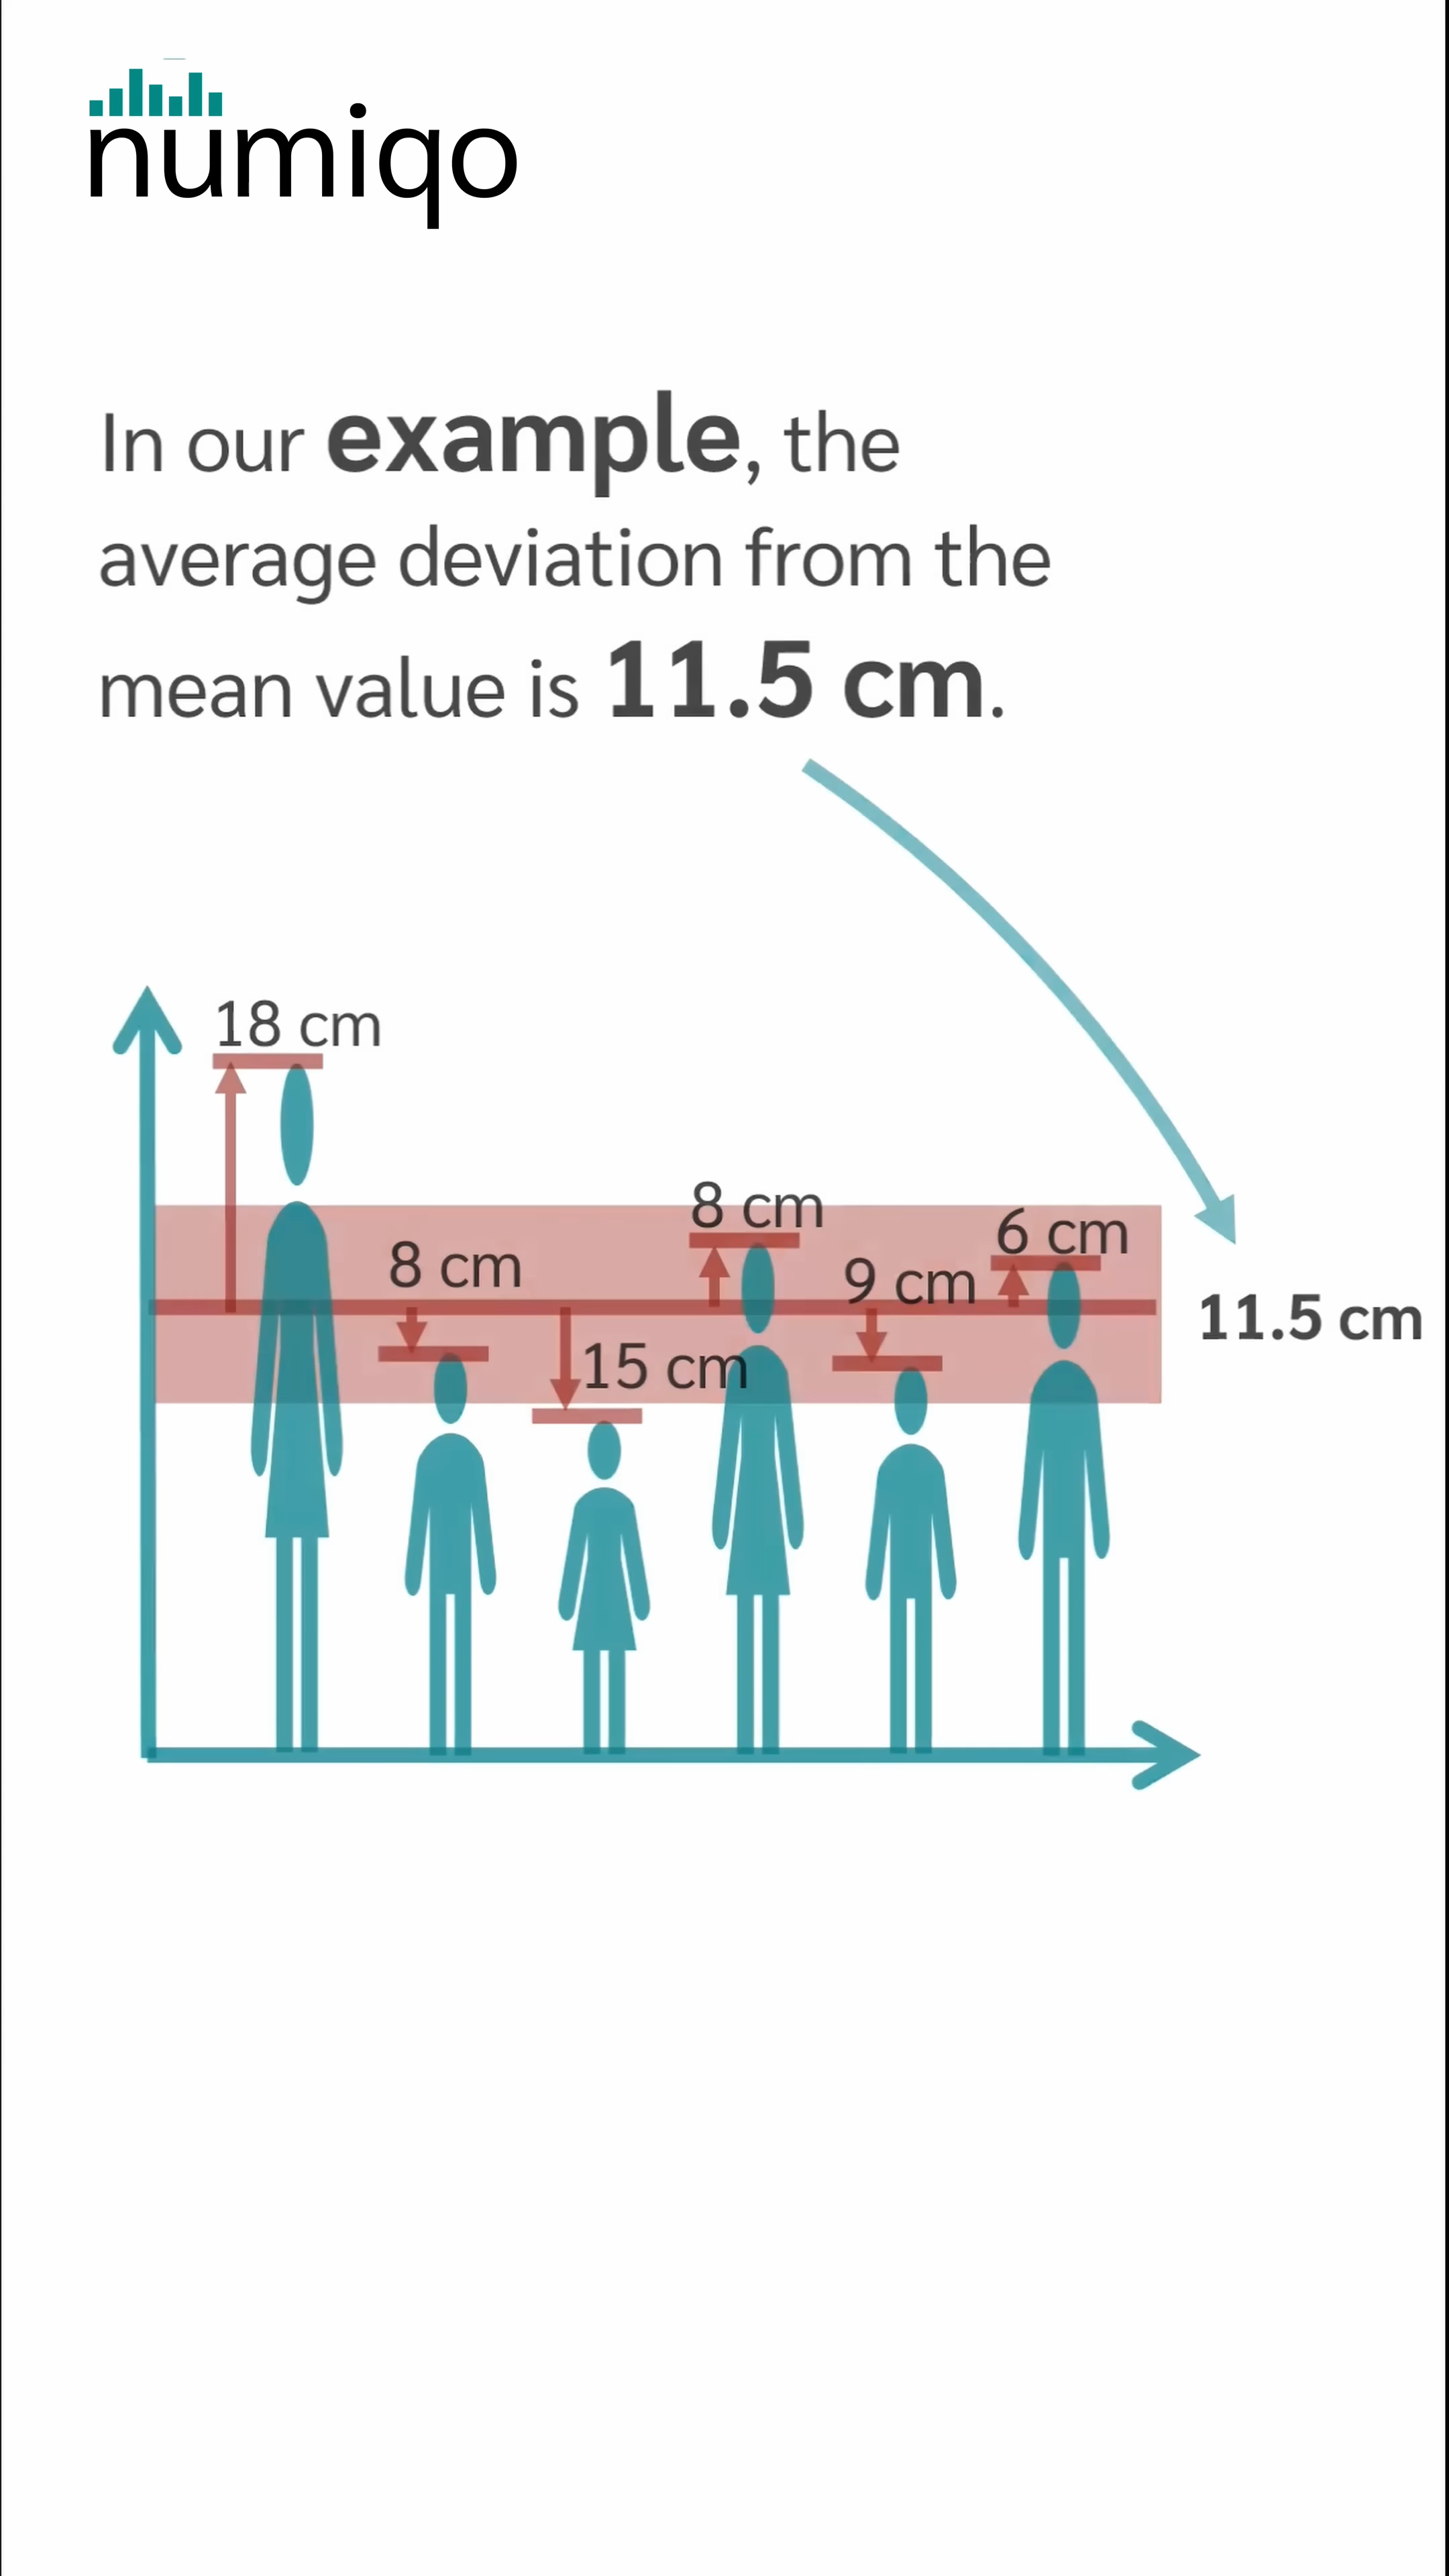 numiqo
In our example, the
average deviation from the
mean value is 11.5 cm.
18 cm
8 cm
6 cm
8 cm
9 cm
11.5 cm
15 cm